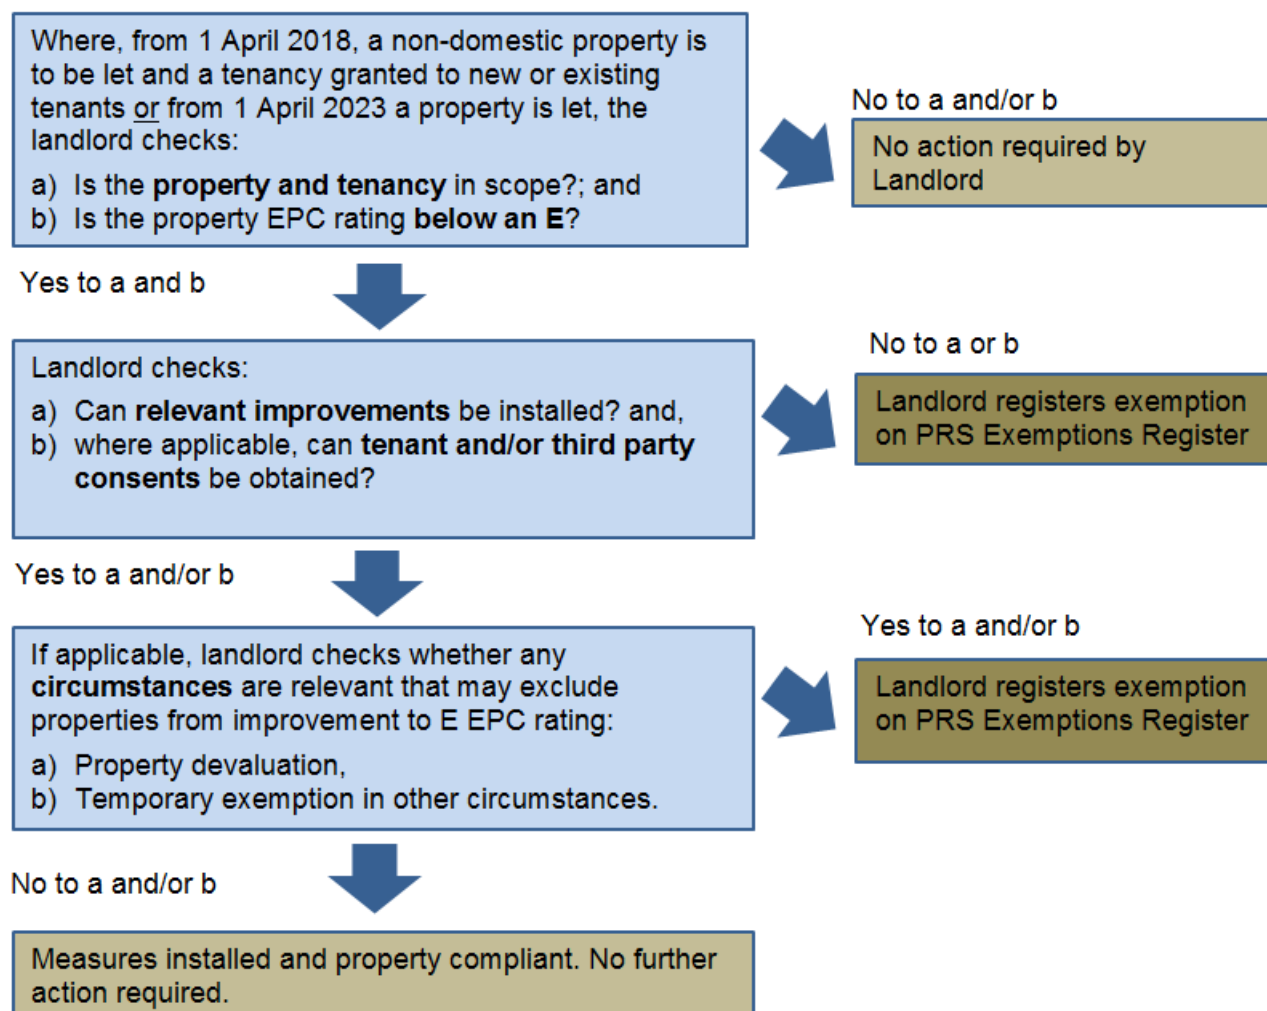 Where, from 1 April 2018, a non-domestic property is
to be let and a tenancy granted to new or existing
tenants or from 1 April 2023 a property is let, the
landlord checks:
a) Is the property and tenancy in scope?; and
b) Is the property EPC rating below an E?
No to a and/or b
No action required by
Landlord
Yes to a and b
Landlord checks:
a) Can relevant improvements be installed? and,
b) where applicable, can tenant and/or third party
consents be obtained?
No to a or b
Landlord registers exemption
on PRS Exemptions Register
Yes to a and/or b
If applicable, landlord checks whether any
circumstances are relevant that may exclude
properties from improvement to E EPC rating:
a) Property devaluation,
b) Temporary exemption in other circumstances.
Yes to a and/or b
Landlord registers exemption
on PRS Exemptions Register
No to a and/or b
Measures installed and property compliant. No further
action required.